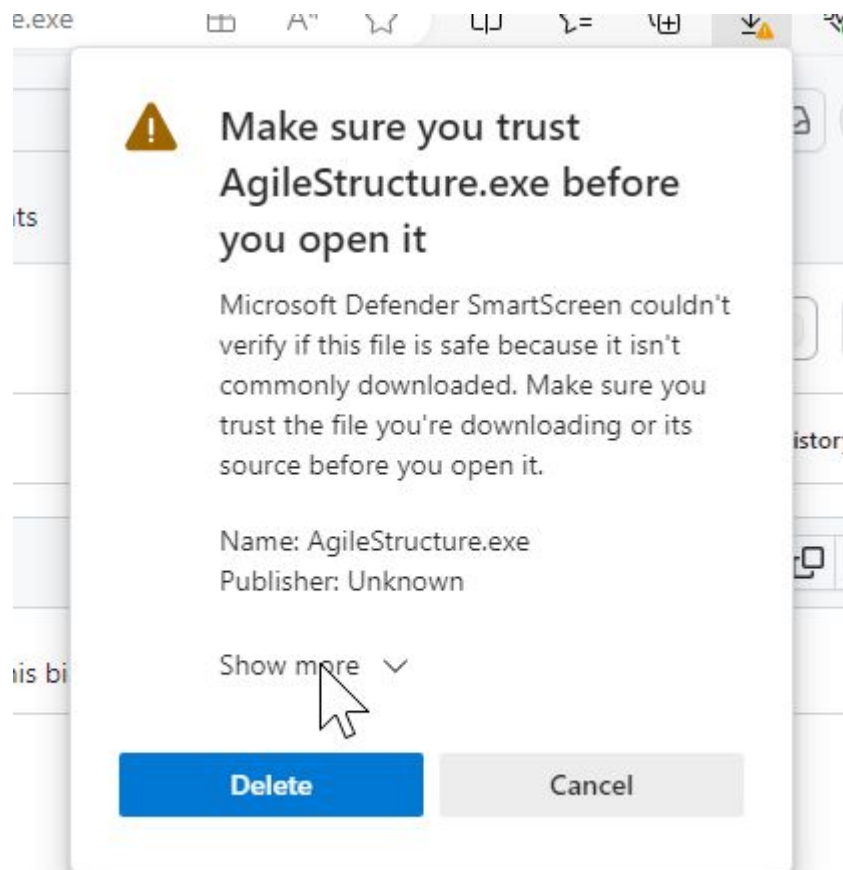 e.exe
Make sure you trust
AgileStructure.exe before
you open it
Microsoft Defender SmartScreen couldn't
verify if this file is safe because it isn't
commonly downloaded. Make sure you
trust the file you're downloading or its
source before you open it.
Name: AgileStructure.exe
Publisher: Unknown
Show more
Delete
Cancel